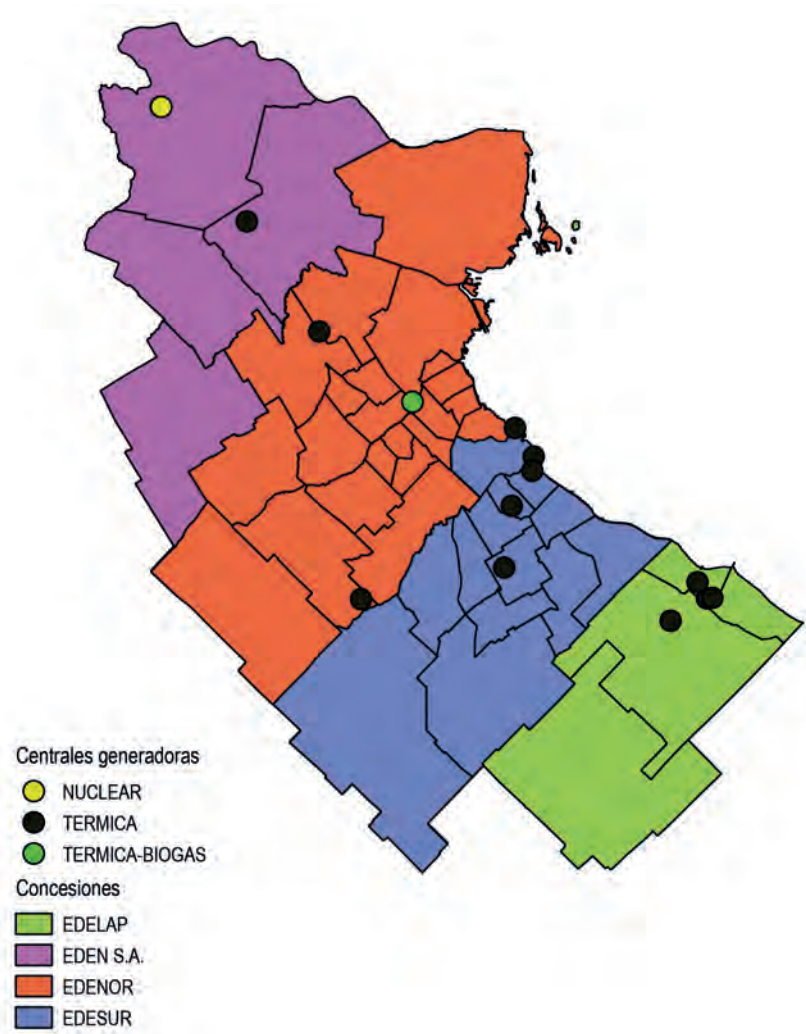 Centrales generadoras
NUCLEAR
TERMICA
TERMICA-BIOGAS
Concesiones
EDELAP
EDEN S.A.
EDENOR
EDESUR